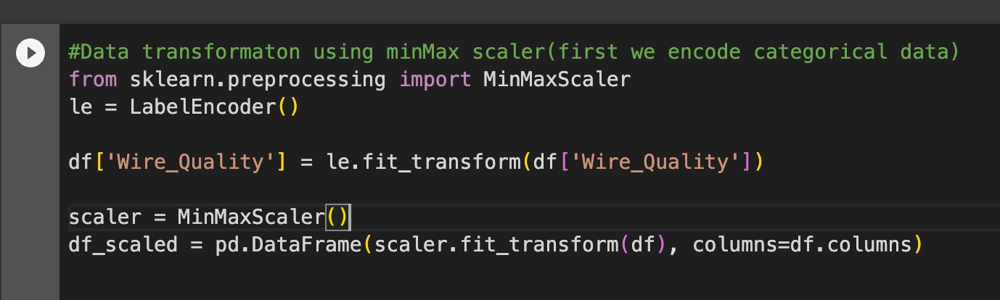 #Data transformaton using minMax scaler(first we encode categorical data)
from sklearn.preprocessing import MinMaxScaler
le = LabelEncoder()
df['Wire_Quality'] = le.fit_transform(df['Wire_Quality'])
scaler = MinMaxScaler()
df_scaled = pd.DataFrame(scaler.fit_transform(df), columns=df.columns)